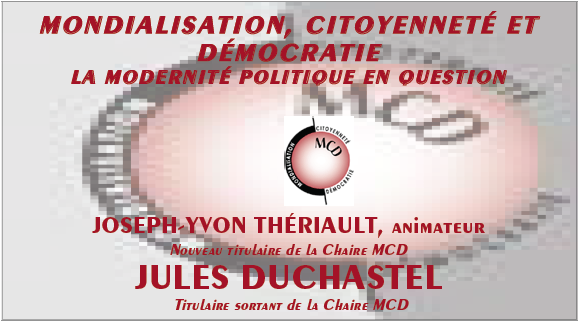 MONDIALISATION, CITOYENNETÉ ET
DÉMOCRATIE
LA MODERNITÉ POLITIQUE EN QUESTION
MCD
CITOYENNETÉ
MCD
MONDIALISATION
DÉMOCRATIE
JOSEPH-YVON THÉRIAULT, ANIMATEUR
Nouveau titulaire de la Chaire MCD
JULES DUCHASTEL
Titulaire sortant de la Chaire MCD